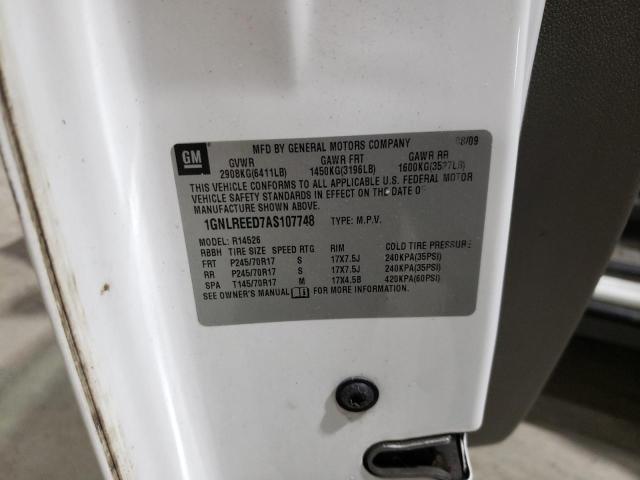 GM
MFD BY GENERAL MOTORS COMPANY 08/09
GVWR GAWR FRT GAWR RR
2908KG(6411LB) 1450KG(3196LB) 1600KG(3527LB)
THIS VEHICLE CONFORMS TO ALL APPLICABLE U.S. FEDERAL MOTOR
VEHICLE SAFETY STANDARDS IN EFFECT ON THE DATE OF
MANUFACTURE SHOWN ABOVE.
1GNLREED7AS107748 TYPE: M.P.V.
MODEL: R14526
RBBH TIRE SIZE SPEED RTG RIM COLD TIRE PRESSURE
FRT P245/70R17 S 17X7.5J 240KPA(35PSI)
RR P245/70R17 S 17X7.5J 240KPA(35PSI)
SPA T145/70R17 M 17X4.5B 420KPA(60PSI)
SEE OWNER'S MANUAL FOR MORE INFORMATION.